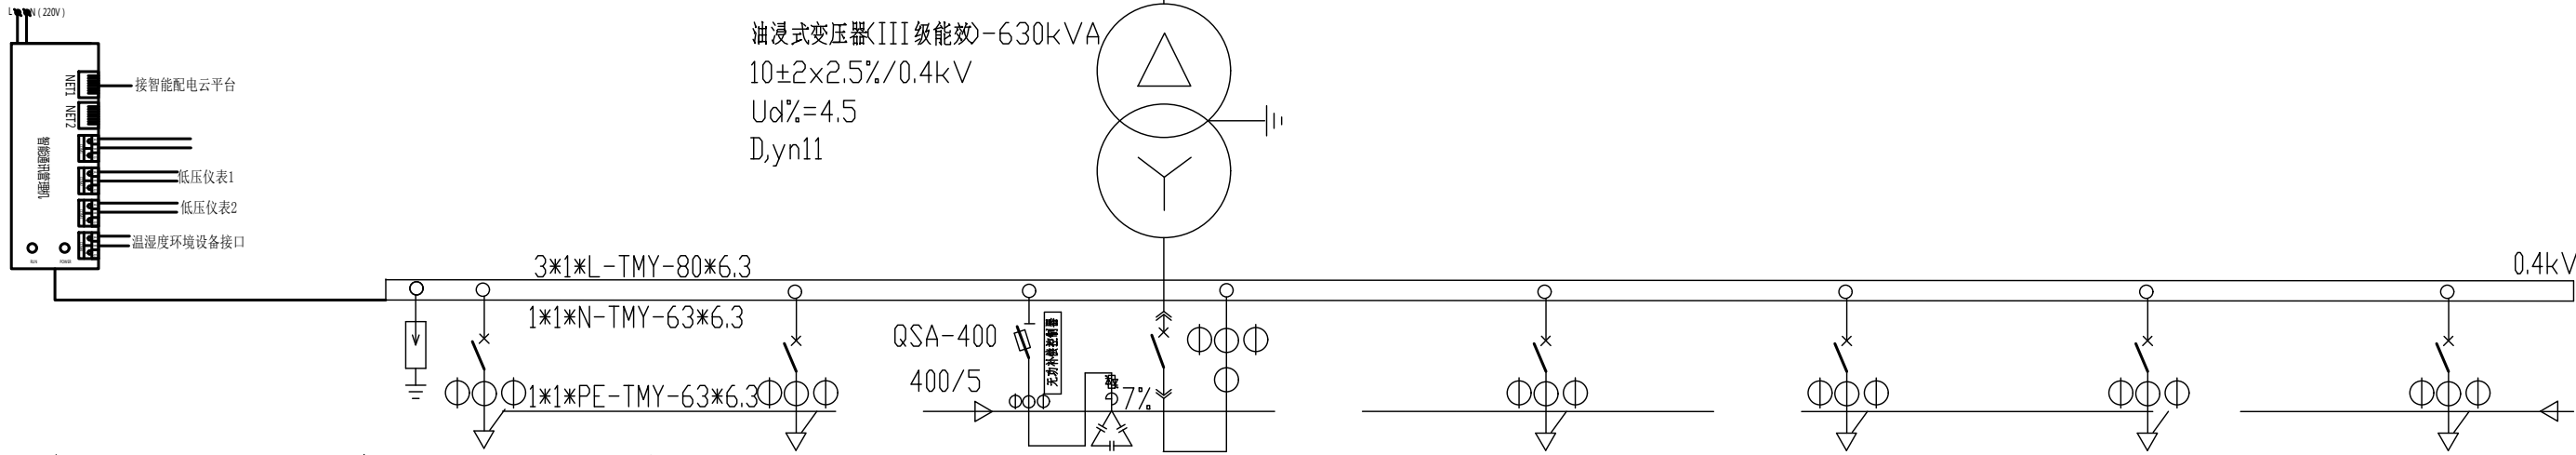 L N(220V)
NET1
接智能配电云平台
NET2
智能通讯管理机
低压仪表1
低压仪表2
温湿度环境设备接口
RUN POWER
油浸式变压器(III级能效)-630kVA
10±2x2.5%/0.4kV
Ud%=4.5
D,yn11
3*1*L-TMY-80*6.3
0.4kV
1*1*N-TMY-63*6.3
QSA-400
无功补偿控制器
400/5
1*1*PE-TMY-63*6.3
7%